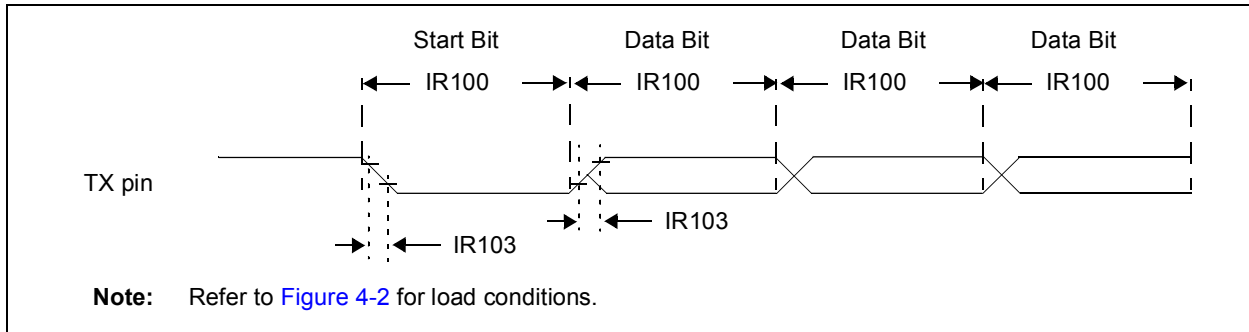 Start Bit Data Bit Data Bit Data Bit
IR100 IR100 IR100 IR100
TX pin
IR103 IR103
Note: Refer to Figure 4-2 for load conditions.